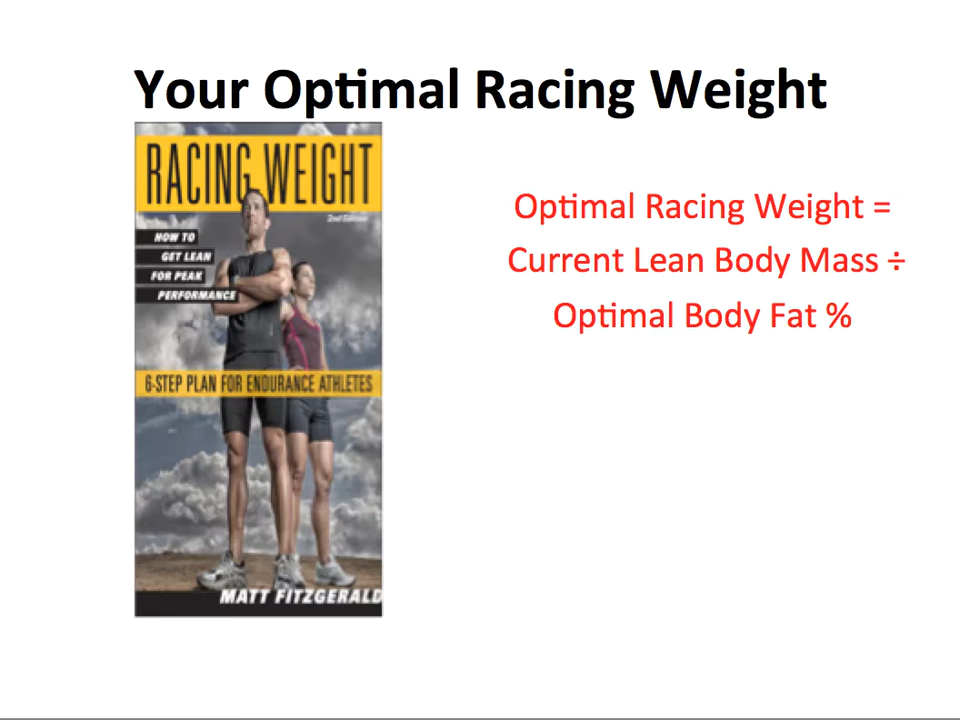 Your Optimal Racing Weight
RACING WEIGHT
2nd Edition
HOW TO
GET LEAN
FOR PEAK
PERFORMANCE
Optimal Racing Weight =
Current Lean Body Mass ÷
Optimal Body Fat %
6-STEP PLAN FOR ENDURANCE ATHLETES
MATT FITZGERALD